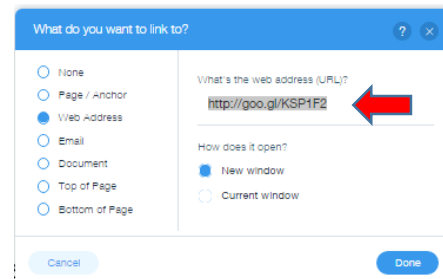 What do you want to link to?
?
None
Page / Anchor
Web Address
Email
Document
Top of Page
Bottom of Page
What's the web address (URL)?
http://goo.gl/KSP1F2
How does it open?
New window
Current window
Cancel
Done